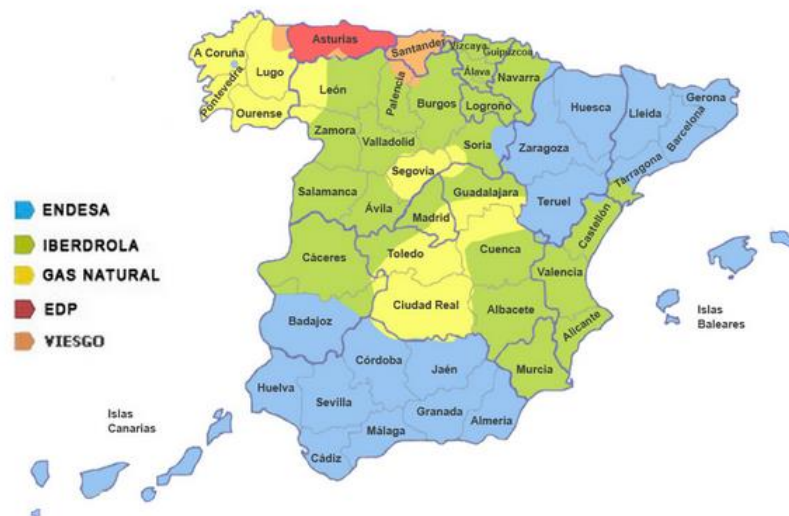 A Coruña
Lugo
Pontevedra
Ourense
Asturias
Santander
Vizcaya
Guipúzcoa
Álava
Navarra
León
Palencia
Burgos
Logroño
Huesca
Lleida
Gerona
Barcelona
Tarragona
Zamora
Valladolid
Soria
Zaragoza
Segovia
Salamanca
Ávila
Madrid
Guadalajara
Teruel
Castellón
ENDESA
IBERDROLA
GAS NATURAL
EDP
VIESGO
Cáceres
Toledo
Cuenca
Valencia
Ciudad Real
Albacete
Alicante
Islas
Baleares
Badajoz
Murcia
Córdoba
Jaén
Huelva
Sevilla
Granada
Almeria
Málaga
Cádiz
Islas
Canarias